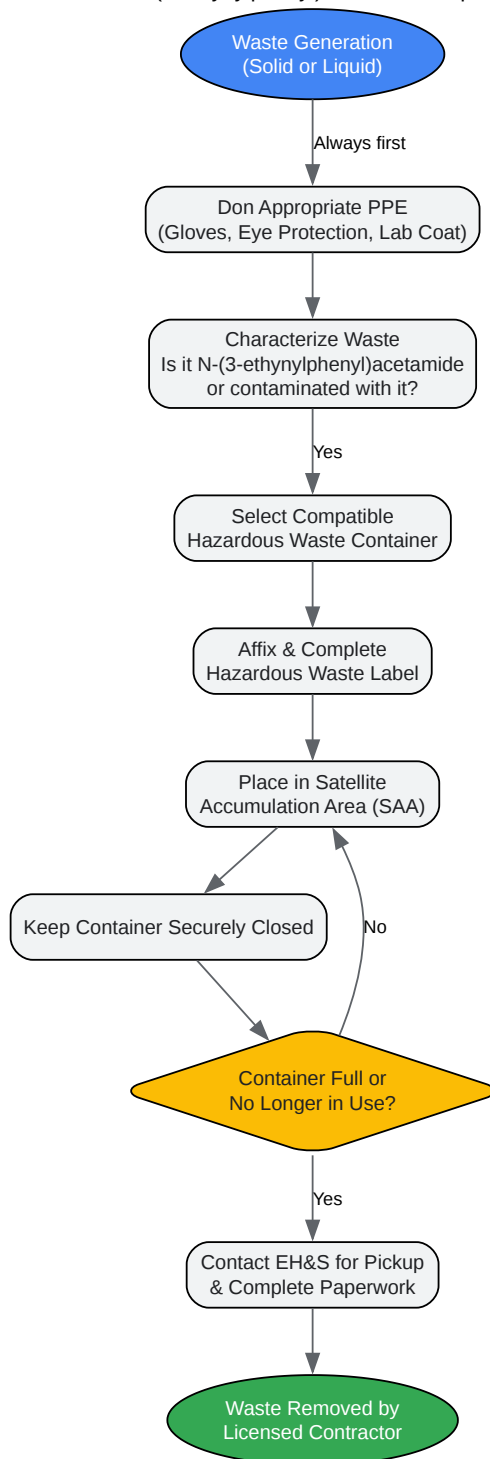 Waste Generation
(Solid or Liquid)
Always first
Don Appropriate PPE
(Gloves, Eye Protection, Lab Coat)
Characterize Waste
Is it N-(3-ethynylphenyl)acetamide
or contaminated with it?
Yes
Select Compatible
Hazardous Waste Container
Affix & Complete
Hazardous Waste Label
Place in Satellite
Accumulation Area (SAA)
Keep Container Securely Closed
No
Container Full or
No Longer in Use?
Yes
Contact EH&S for Pickup
& Complete Paperwork
Waste Removed by
Licensed Contractor